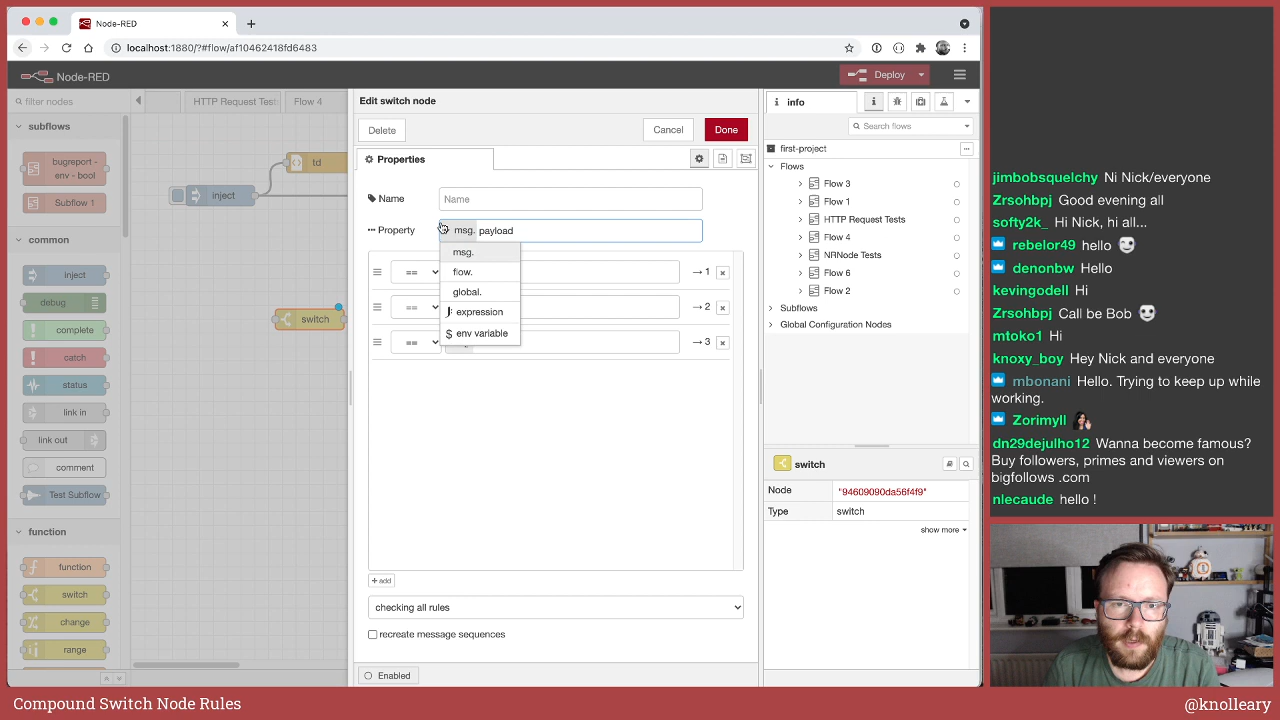 Node-RED
localhost:1880/?#flow/af10462418fd6483
Node-RED
Deploy
filter nodes
HTTP Request Test
Flow 4
Edit switch node
info
subflows
Delete
Cancel
Done
Search flows
bugreport -
env - bool
td
Properties
first-project
Flows
Flow 3
Subflow 1
inject
Name
Name
Flow 1
HTTP Request Tests
common
Property
msg. payload
Flow 4
msg.
NRNode Tests
inject
==
flow.
→ 1
Flow 6
global.
Flow 2
debug
==
expression
→ 2
Subflows
switch
Global Configuration Nodes
complete
==
$ env variable
→ 3
catch
status
link in
link out
comment
switch
Test Subflow
Node
"94609090da56f4f9"
Type
switch
function
show more
function
add
switch
checking all rules
change
recreate message sequences
range
Enabled
jimbobsquelchy Ni Nick/everyone
Zrsohbpj Good evening all
softy2k_ Hi Nick, hi all...
rebelor49 hello
denonbw Hello
kevingodell Hi
Zrsohbpj Call be Bob
mtoko1 Hi
knoxy_boy Hey Nick and everyone
mbonani Hello. Trying to keep up while
working.
Zorimyll
dn29dejulho12 Wanna become famous?
Buy followers, primes and viewers on
bigfollows .com
nlecaude hello !
Compound Switch Node Rules
@knolleary